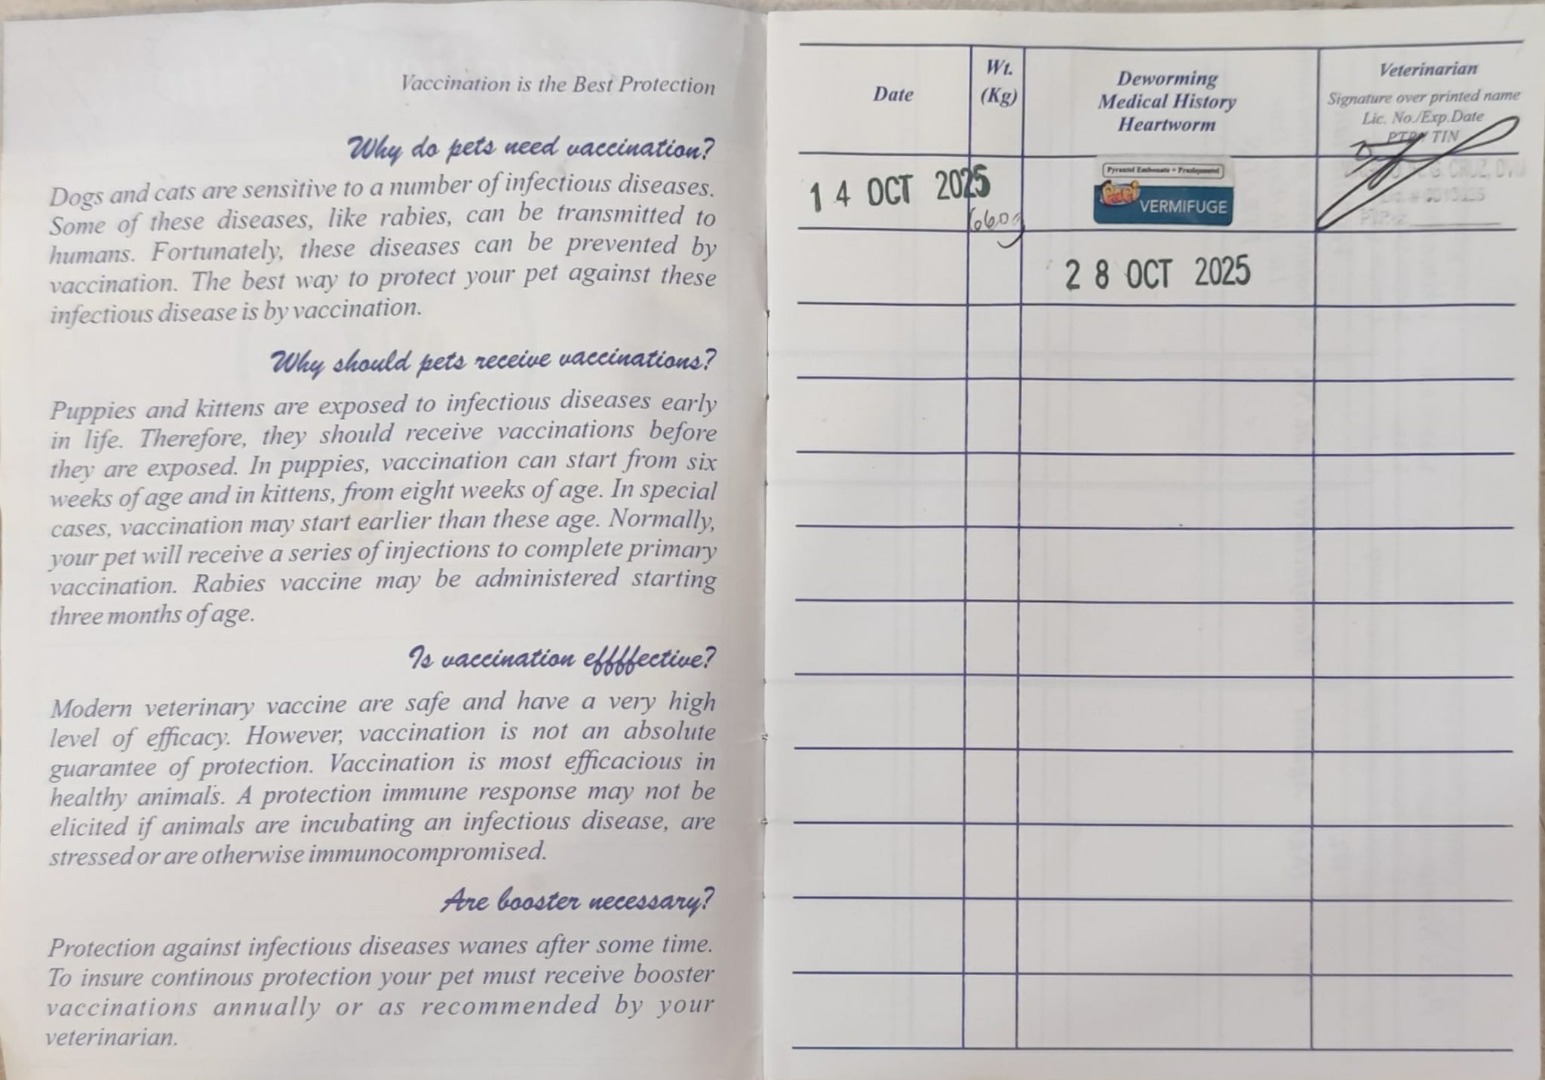 Vaccination is the Best Protection
Why do pets need vaccination?
Dogs and cats are sensitive to a number of infectious diseases.
Some of these diseases, like rabies, can be transmitted to
humans. Fortunately, these diseases can be prevented by
vaccination. The best way to protect your pet against these
infectious disease is by vaccination.
Why should pets receive vaccinations?
Puppies and kittens are exposed to infectious diseases early
in life. Therefore, they should receive vaccinations before
they are exposed. In puppies, vaccination can start from six
weeks of age and in kittens, from eight weeks of age. In special
cases, vaccination may start earlier than these age. Normally,
your pet will receive a series of injections to complete primary
vaccination. Rabies vaccine may be administered starting
three months of age.
Is vaccination effffective?
Modern veterinary vaccine are safe and have a very high
level of efficacy. However, vaccination is not an absolute
guarantee of protection. Vaccination is most efficacious in
healthy animals. A protection immune response may not be
elicited if animals are incubating an infectious disease, are
stressed or are otherwise immunocompromised.
Are booster necessary?
Protection against infectious diseases wanes after some time.
To insure continous protection your pet must receive booster
vaccinations annually or as recommended by your
veterinarian.
Date
Wt.
(Kg)
Deworming
Medical History
Heartworm
Veterinarian
Signature over printed name
Lic. No./Exp.Date
PTR/ TIN
14 OCT 2025
660g
Pyrantel Embonate + Praziquantel
VERMIFUGE
CRUZ,
28 OCT 2025